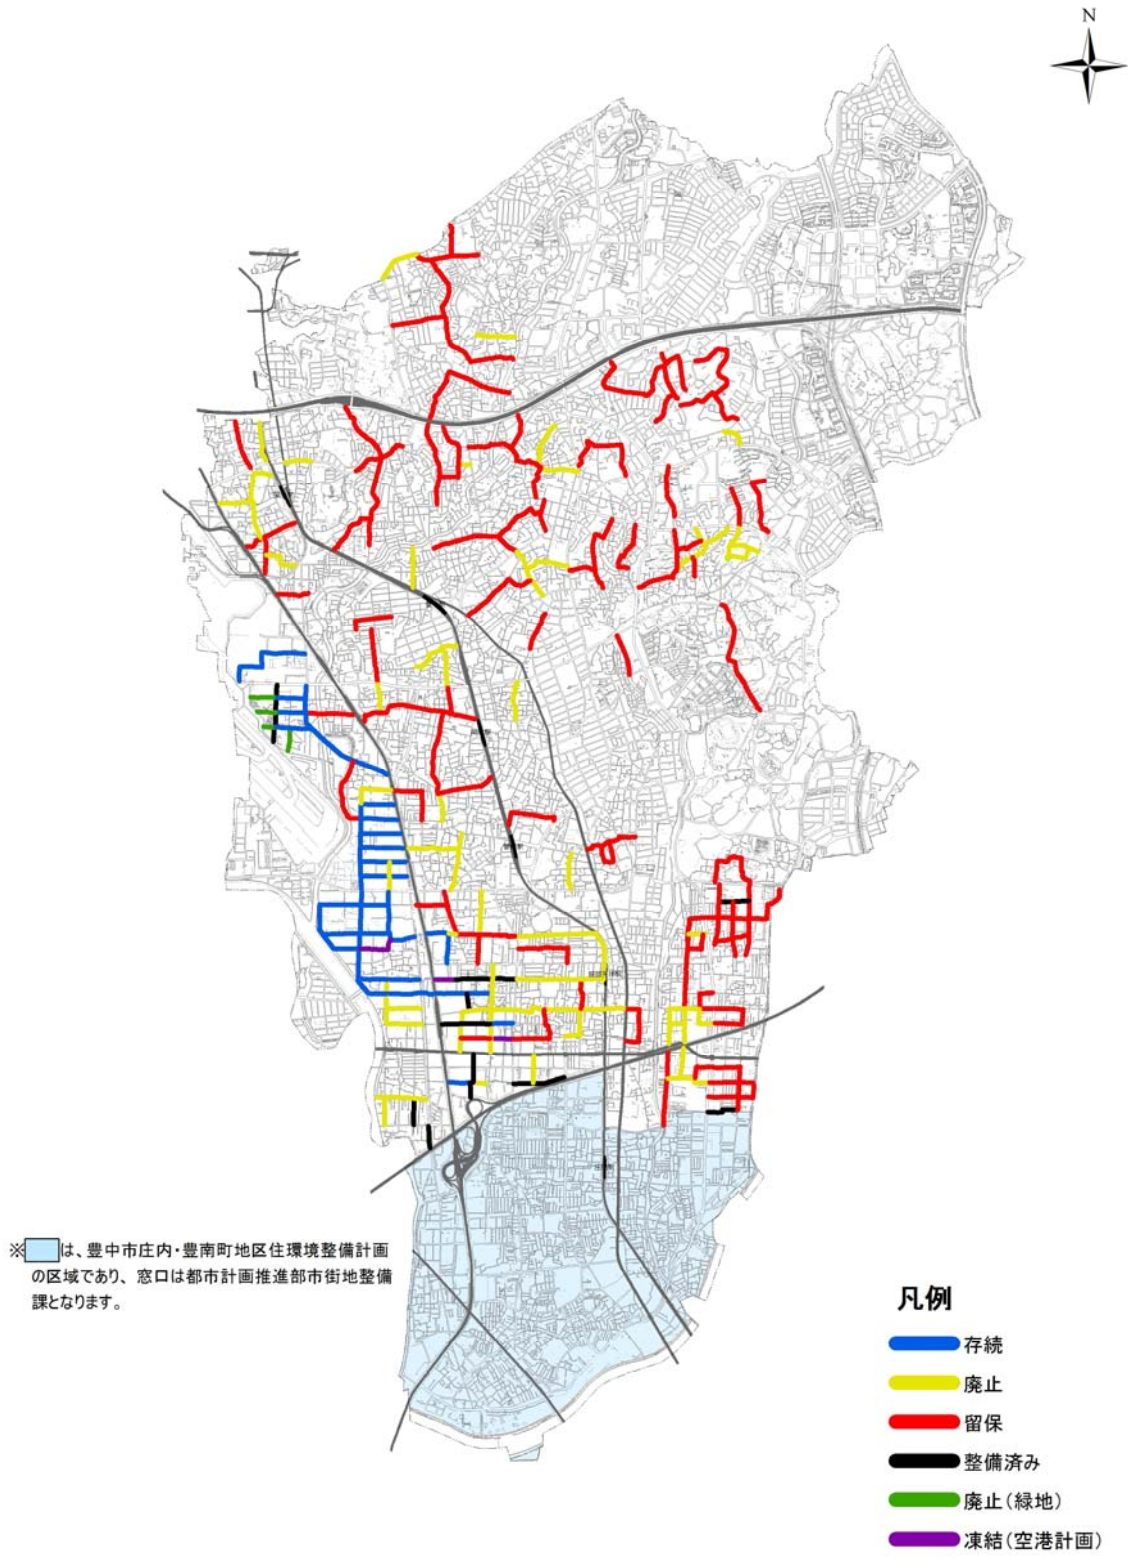 N
※ は、豊中市庄内・豊南町地区住環境整備計画
の区域であり、窓口は都市計画推進部市街地整備
課となります。
凡例
存続
廃止
留保
整備済み
廃止(緑地)
凍結(空港計画)